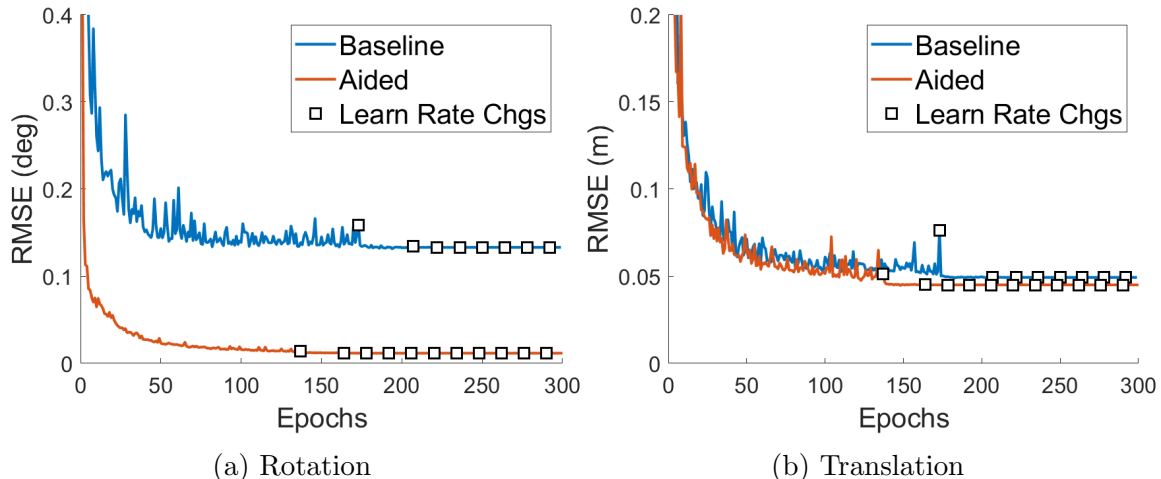 0.4
0.3
0.2
0.1
0
RMSE (deg)
Baseline
Aided
Learn Rate Chgs
0 50 100 150 200 250 300
Epochs
(a) Rotation
0.2
0.15
0.1
0.05
0
RMSE (m)
Baseline
Aided
Learn Rate Chgs
0 50 100 150 200 250 300
Epochs
(b) Translation